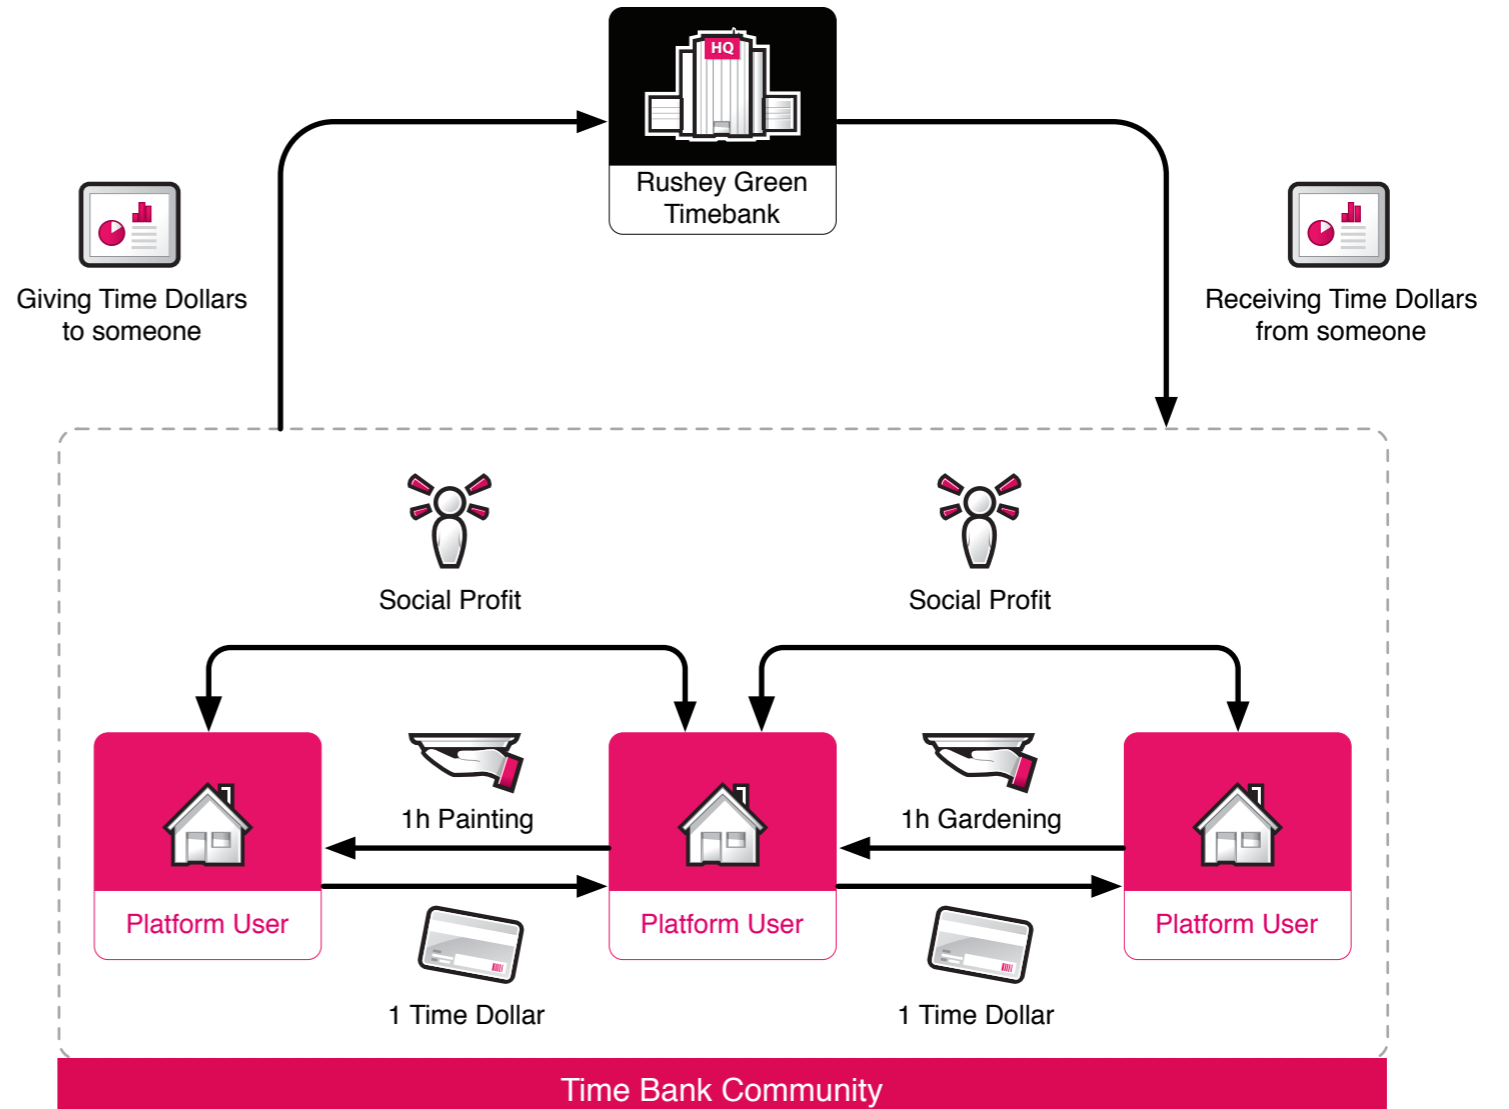 HQ
Rushey Green
Timebank
Giving Time Dollars
to someone
Receiving Time Dollars
from someone
Social Profit
Social Profit
1h Painting
1h Gardening
Platform User
Platform User
Platform User
1 Time Dollar
1 Time Dollar
Time Bank Community